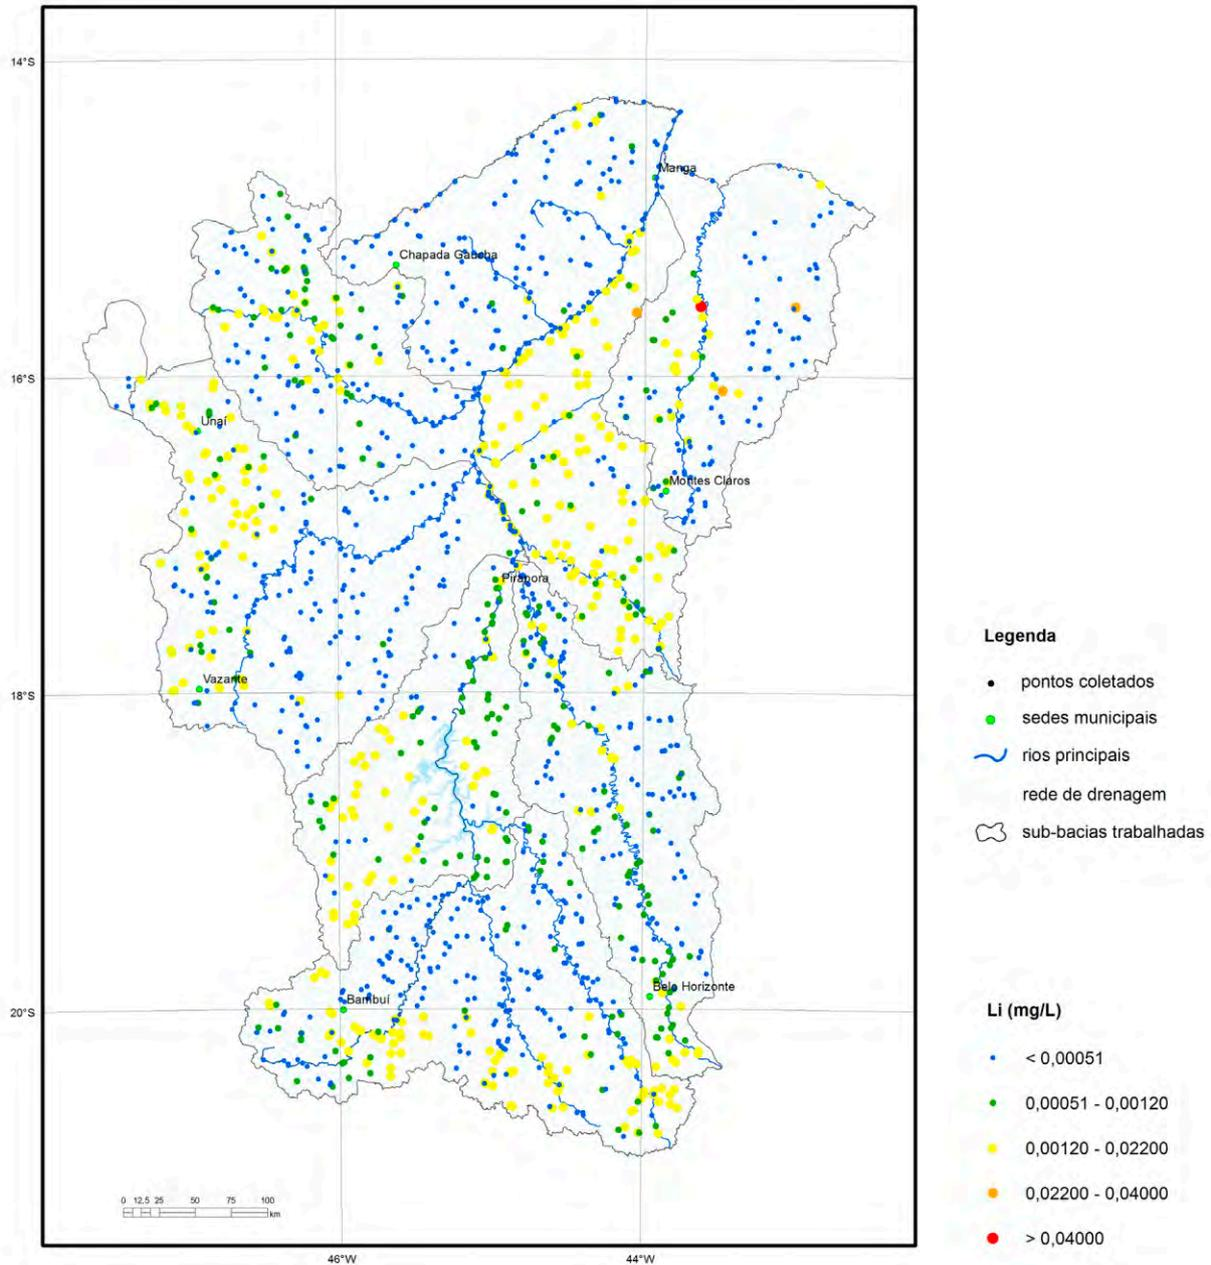 14°S
Manga
Chapada Gaúcha
16°S
Unaí
Montes Claros
Pirapora
Vazante
18°S
Belo Horizonte
Bambuí
20°S
0 12,5 25 50 75 100
km
46°W 44°W
Legenda
pontos coletados
sedes municipais
rios principais
rede de drenagem
sub-bacias trabalhadas
Li (mg/L)
< 0,00051
0,00051 - 0,00120
0,00120 - 0,02200
0,02200 - 0,04000
> 0,04000